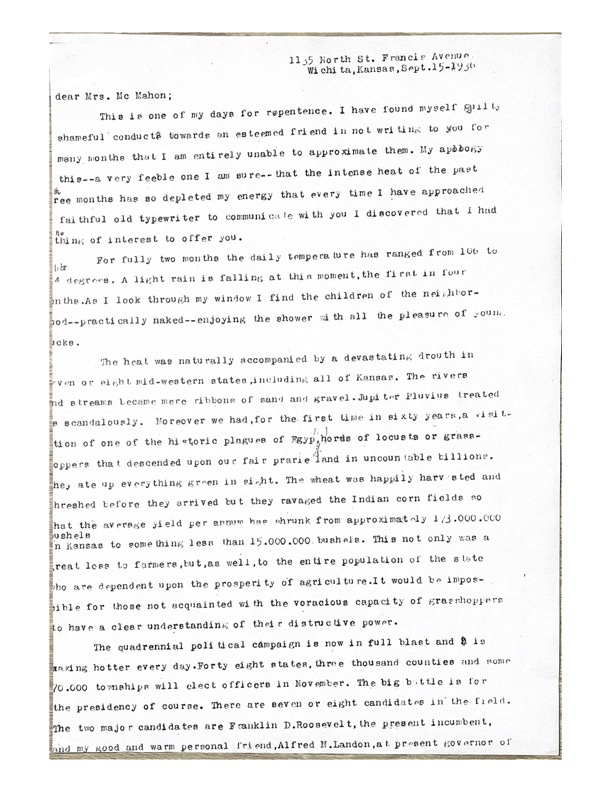 1135 North St. Francis Avenue
Wichita,Kansas,Sept.15-1936
dear Mrs. Mc Mahon;
This is one of my days for repentence. I have found myself guilty
shameful conduct towards an esteemed friend in not writing to you for
many months that I am entirely unable to approximate them. My apology
this--a very feeble one I am sure--that the intense heat of the past
ree months has so depleted my energy that every time I have approached
faithful old typewriter to communicate with you I discovered that I had
thing of interest to offer you.
For fully two months the daily temperature has ranged from 106 to
degrees. A light rain is falling at this moment,the first in four
nths.As I look through my window I find the children of the neighbor-
ood--practically naked--enjoying the shower with all the pleasure of young
ucks.
The heat was naturally accompanied by a devastating drouth in
even or eight mid-western states,including all of Kansas. The rivers
nd streams became mere ribbons of sand and gravel.Jupiter Pluvius treated
s scandalously. Moreover we had,for the first time in sixty years,a visit-
tion of one of the historic plagues of Egyp,hords of locusts or grass-
oppers that descended upon our fair prarie land in uncountable billions.
hey ate up everything green in sight. The wheat was happily harvested and
hreshed before they arrived but they ravaged the Indian corn fields so
hat the average yield per annum has shrunk from approximately 173.000.000
ushels
n Kansas to something less than 15.000.000 bushels. This not only was a
reat loss to farmers,but,as well,to the entire population of the state
ho are dependent upon the prosperity of agriculture.It would be impos-
sible for those not acquainted with the voracious capacity of grasshoppers
to have a clear understanding of their distructive power.
The quadrennial political campaign is now in full blast and is
waxing hotter every day.Forty eight states,three thousand counties and some
70.000 townships will elect officers in November. The big battle is for
the presidency of course. There are seven or eight candidates in the field.
The two major candidates are Franklin D.Roosevelt,the present incumbent,
and my good and warm personal friend,Alfred M.Landon,at present governor of